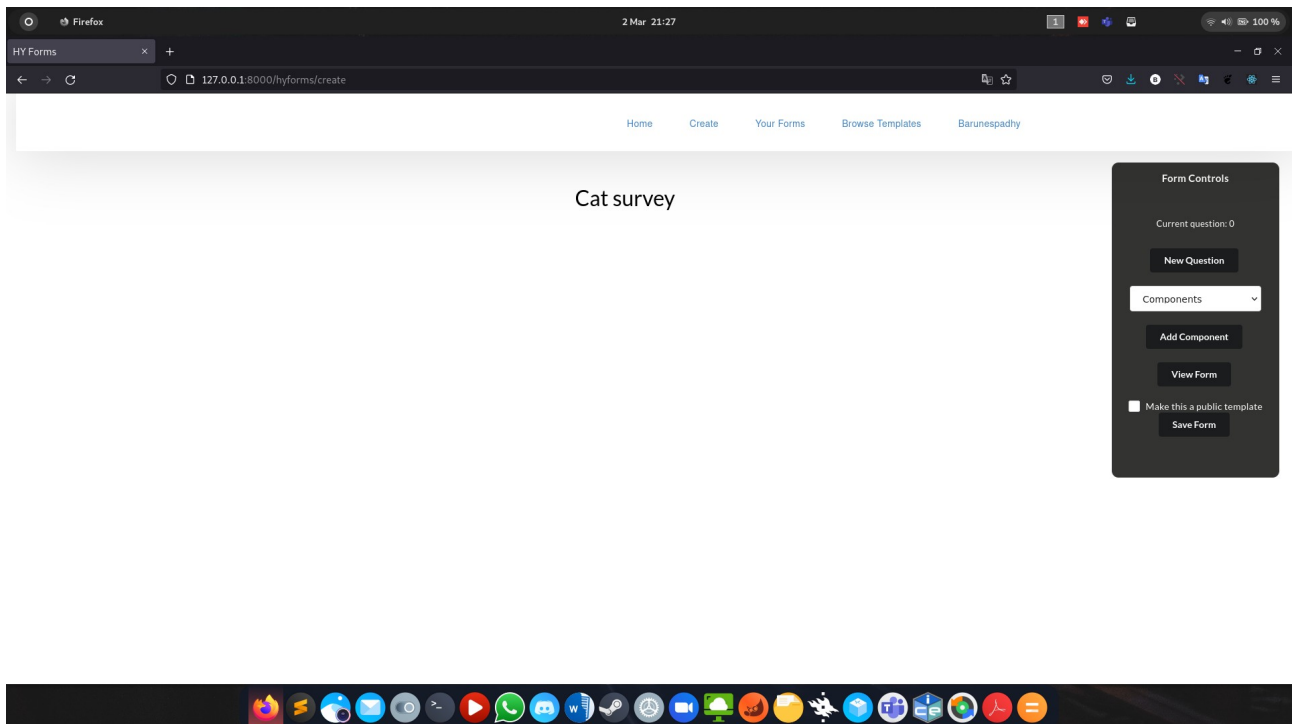 Firefox
2 Mar 21:27
1
100 %
HY Forms
127.0.0.1:8000/hyforms/create
Home Create Your Forms Browse Templates Barunespadhy
Cat survey
Form Controls
Current question: 0
New Question
Components
Add Component
View Form
Make this a public template
Save Form